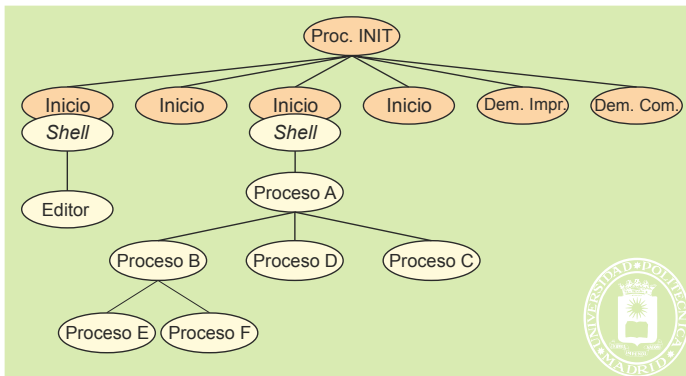 Proc. INIT
Inicio
Inicio
Inicio
Inicio
Dem. Impr.
Dem. Com.
Shell
Shell
Proceso A
Editor
Proceso B
Proceso D
Proceso C
Proceso E
Proceso F
UNIVERSIDAD POLITECNICA
MADRID